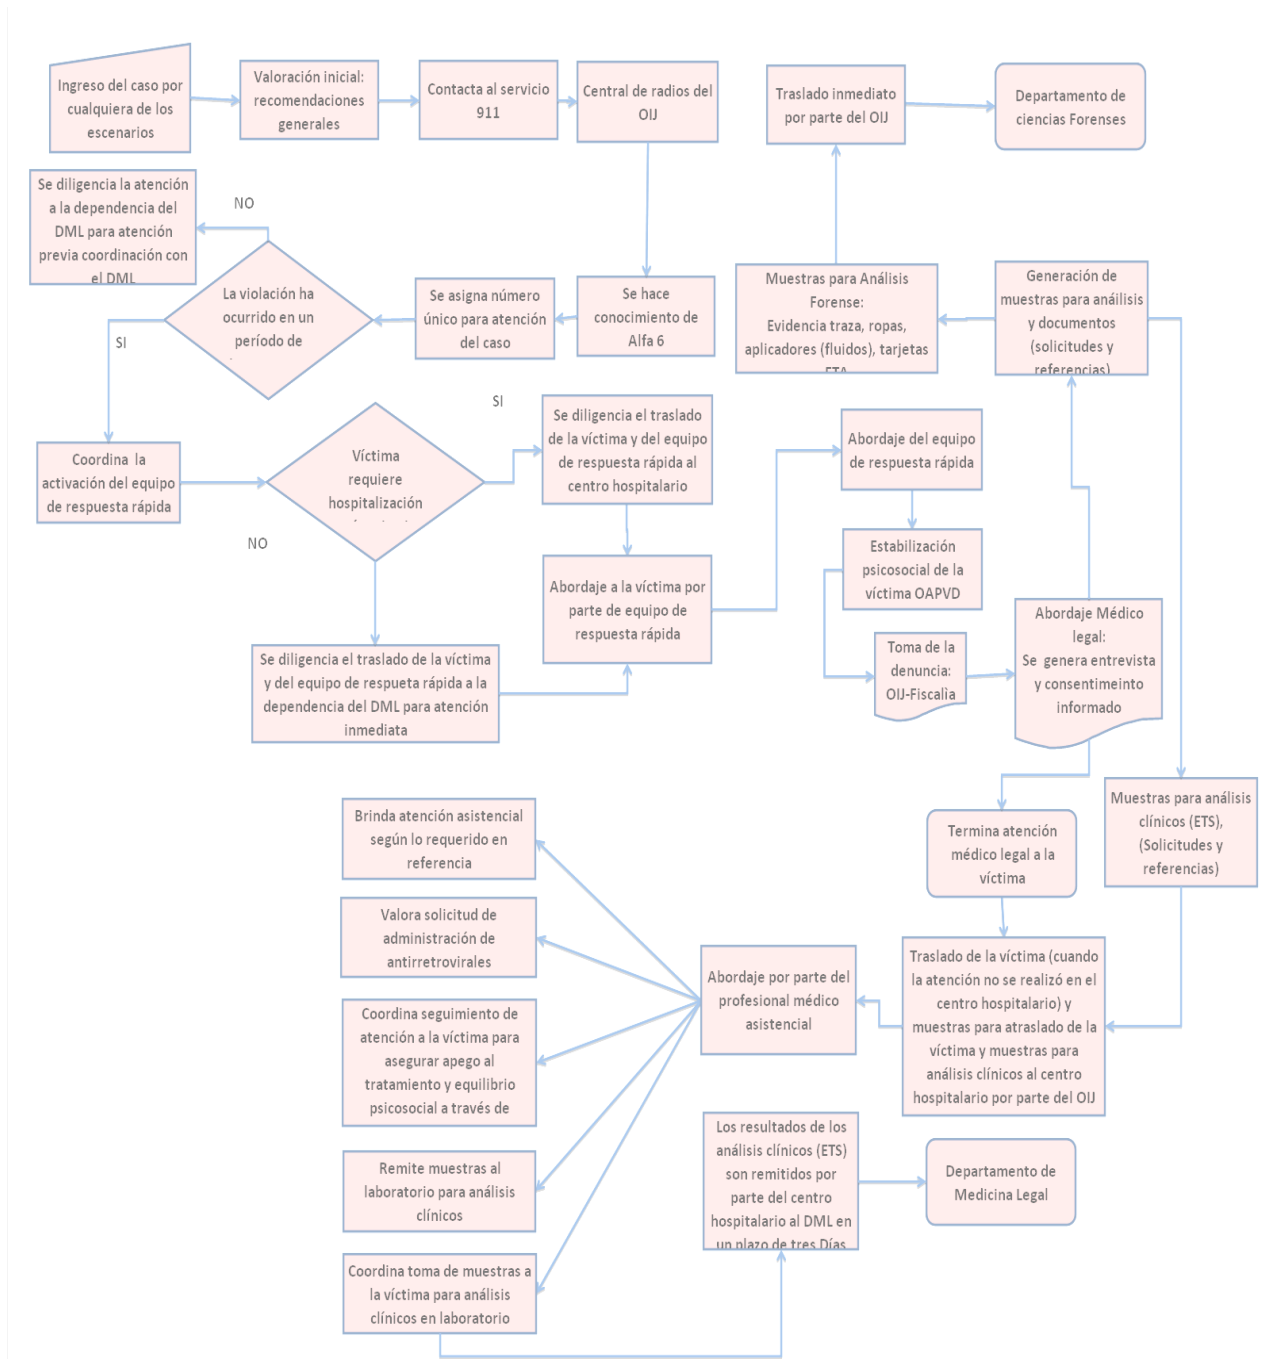 Ingreso del caso por
cualquiera de los
escenarios
Valoración inicial:
recomendaciones
generales
Contacta al servicio
911
Central de radios del
OIJ
Traslado inmediato
por parte del OIJ
Departamento de
ciencias Forenses
Se diligencia la atención
a la dependencia del
DML para atención
previa coordinación con
el DML
NO
La violación ha
ocurrido en un
período de
SI
Se asigna número
único para atención
del caso
Se hace
conocimiento de
Alfa 6
Muestras para Análisis
Forense:
Evidencia traza, ropas,
aplicadores (fluidos), tarjetas
FTA
Generación de
muestras para anáilisis
y documentos
(solicitudes y
referencias)
Coordina la
activación del equipo
de respuesta rápida
Víctima
requiere
hospitalización
SI
NO
Se diligencia el traslado
de la víctima y del equipo
de respuesta rápida al
centro hospitalario
Abordaje a la víctima por
parte de equipo de
respuesta rápida
Se diligencia el traslado de la víctima
y del equipo de respueta rápida a la
dependencia del DML para atención
inmediata
Abordaje del equipo
de respuesta rápida
Estabilización
psicosocial de la
víctima OAPVD
Toma de la
denuncia:
OIJ-Fiscalìa
Abordaje Médico
legal:
Se genera entrevista
y consentimeinto
informado
Termina atención
médico legal a la
víctima
Muestras para análisis
clínicos (ETS),
(Solicitudes y
referencias)
Traslado de la víctima (cuando
la atención no se realizó en el
centro hospitalario) y
muestras para atraslado de la
víctima y muestras para
análisis clínicos al centro
hospitalario por parte del OIJ
Abordaje por parte del
profesional médico
asistencial
Brinda atención asistencial
según lo requerido en
referencia
Valora solicitud de
administración de
antirretrovirales
Coordina seguimiento de
atención a la víctima para
asegurar apego al
tratamiento y equilibrio
psicosocial a través de
Remite muestras al
laboratorio para análisis
clínicos
Coordina toma de muestras a
la víctima para análisis
clínicos en laboratorio
Los resultados de los
análisis clínicos (ETS)
son remitidos por
parte del centro
hospitalario al DML en
un plazo de tres Días
Departamento de
Medicina Legal